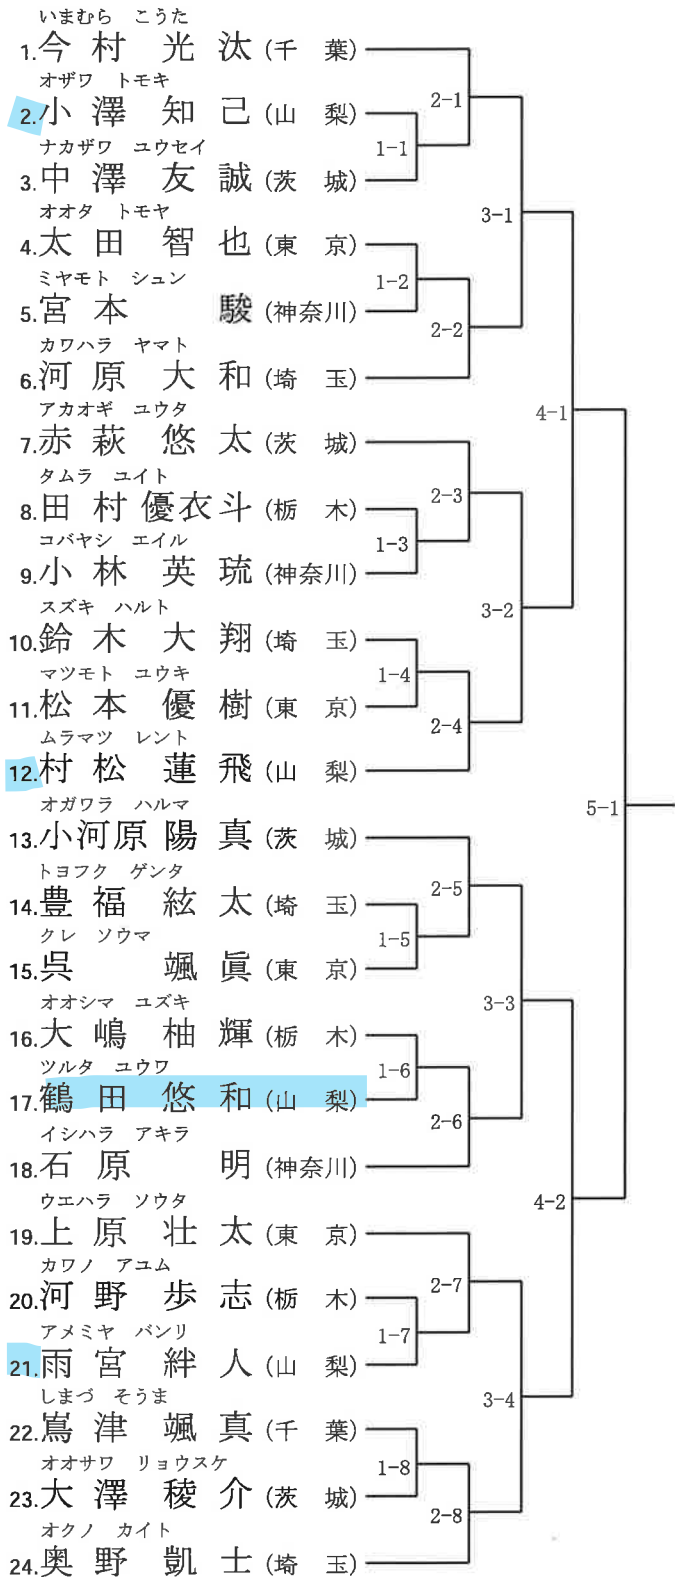 いまむら こうた
1.今村 光汰(千 葉)
オザワ トモキ
2.小澤 知己(山 梨)
ナカザワ ユウセイ
3.中澤 友誠(茨 城)
オオタ トモヤ
4.太田 智也(東 京)
ミヤモト シュン
5.宮本 駿(神奈川)
カワハラ ヤマト
6.河原 大和(埼 玉)
アカオギ ユウタ
7.赤萩 悠太(茨 城)
タムラ ユイト
8.田村優衣斗(栃 木)
コバヤシ エイル
9.小林 英琉(神奈川)
スズキ ハルト
10.鈴木 大翔(埼 玉)
マツモト ユウキ
11.松本 優樹(東 京)
ムラマツ レント
12.村松 蓮飛(山 梨)
オガワラ ハルマ
13.小河原陽真(茨 城)
トヨフク ゲンタ
14.豊福 絃太(埼 玉)
クレ ソウマ
15.呉 颯眞(東 京)
オオシマ ユズキ
16.大嶋 柚輝(栃 木)
ツルタ ユウワ
17.鶴田 悠和(山 梨)
イシハラ アキラ
18.石原 明(神奈川)
ウエハラ ソウタ
19.上原 壮太(東 京)
カワノ アユム
20.河野 歩志(栃 木)
アメミヤ バンリ
21.雨宮 絆人(山 梨)
しまづ そうま
22.嶌津 颯真(千 葉)
オオサワ リョウスケ
23.大澤 稜介(茨 城)
オクノ カイト
24.奥野 凱士(埼 玉)
1-1
1-2
1-3
1-4
1-5
1-6
1-7
1-8
2-1
2-2
2-3
2-4
2-5
2-6
2-7
2-8
3-1
3-2
3-3
3-4
4-1
4-2
5-1